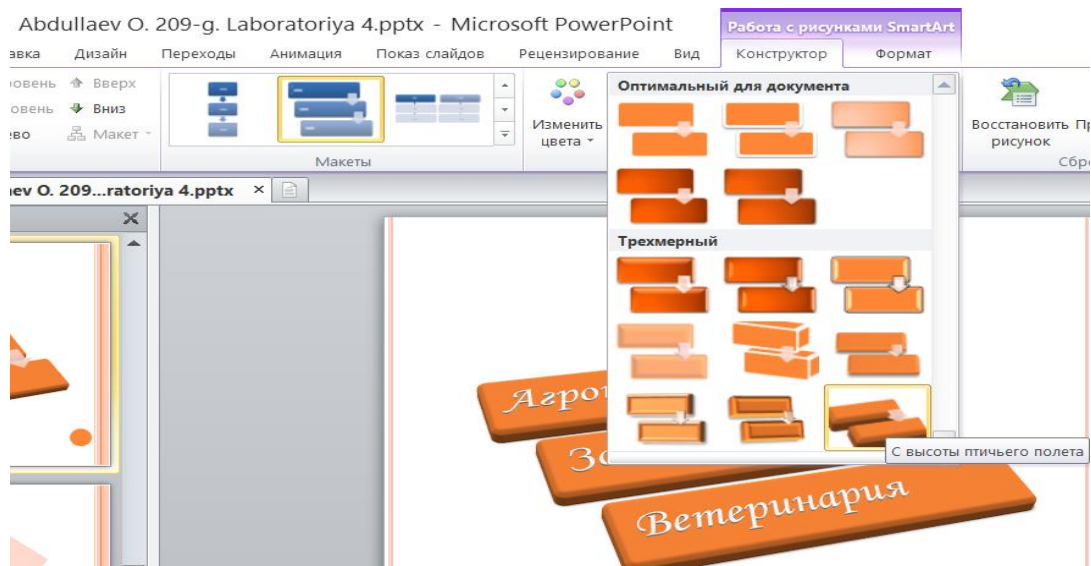 Abdullaev O. 209-g. Laboratoriya 4.pptx - Microsoft PowerPoint
Работа с рисунками SmartArt
Дизайн Переходы Анимация Показ слайдов Рецензирование Вид Конструктор Формат
Вверх
Вниз
Макет
Изменить цвета
Макеты
Оптимальный для документа
Трехмерный
С высоты птичьего полета
Восстановить рисунок
ev O. 209...ratoriya 4.pptx
Ветеринария